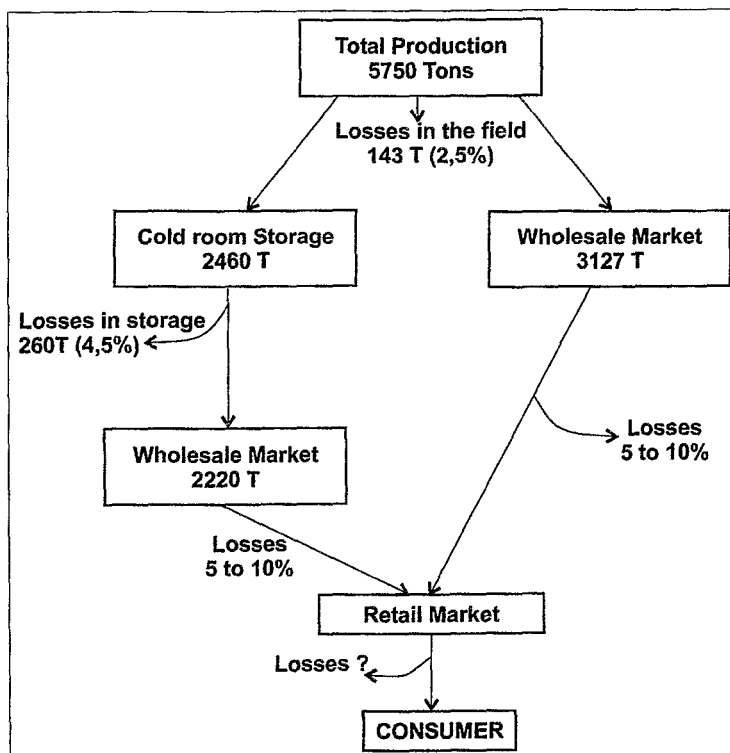 Total Production
5750 Tons
Losses in the field
143 T (2,5%)
Cold room Storage
2460 T
Wholesale Market
3127 T
Losses in storage
260T (4,5%)
Wholesale Market
2220 T
Losses
5 to 10%
Losses
5 to 10%
Retail Market
Losses ?
CONSUMER